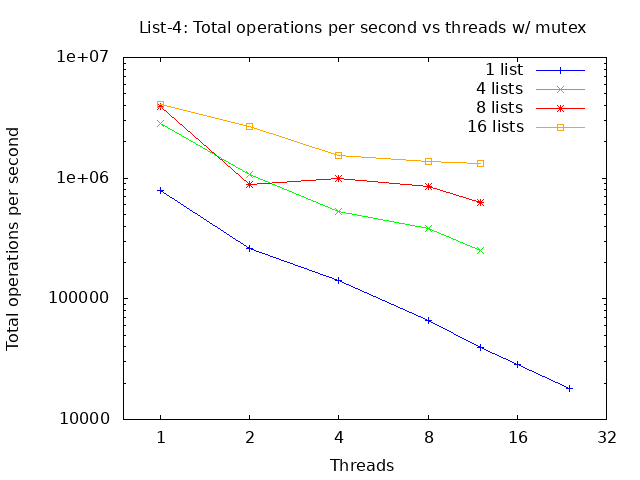 List-4: Total operations per second vs threads w/ mutex
Total operations per second
1e+07
1e+06
100000
10000
1 list
4 lists
8 lists
16 lists
1 2 4 8 16 32
Threads